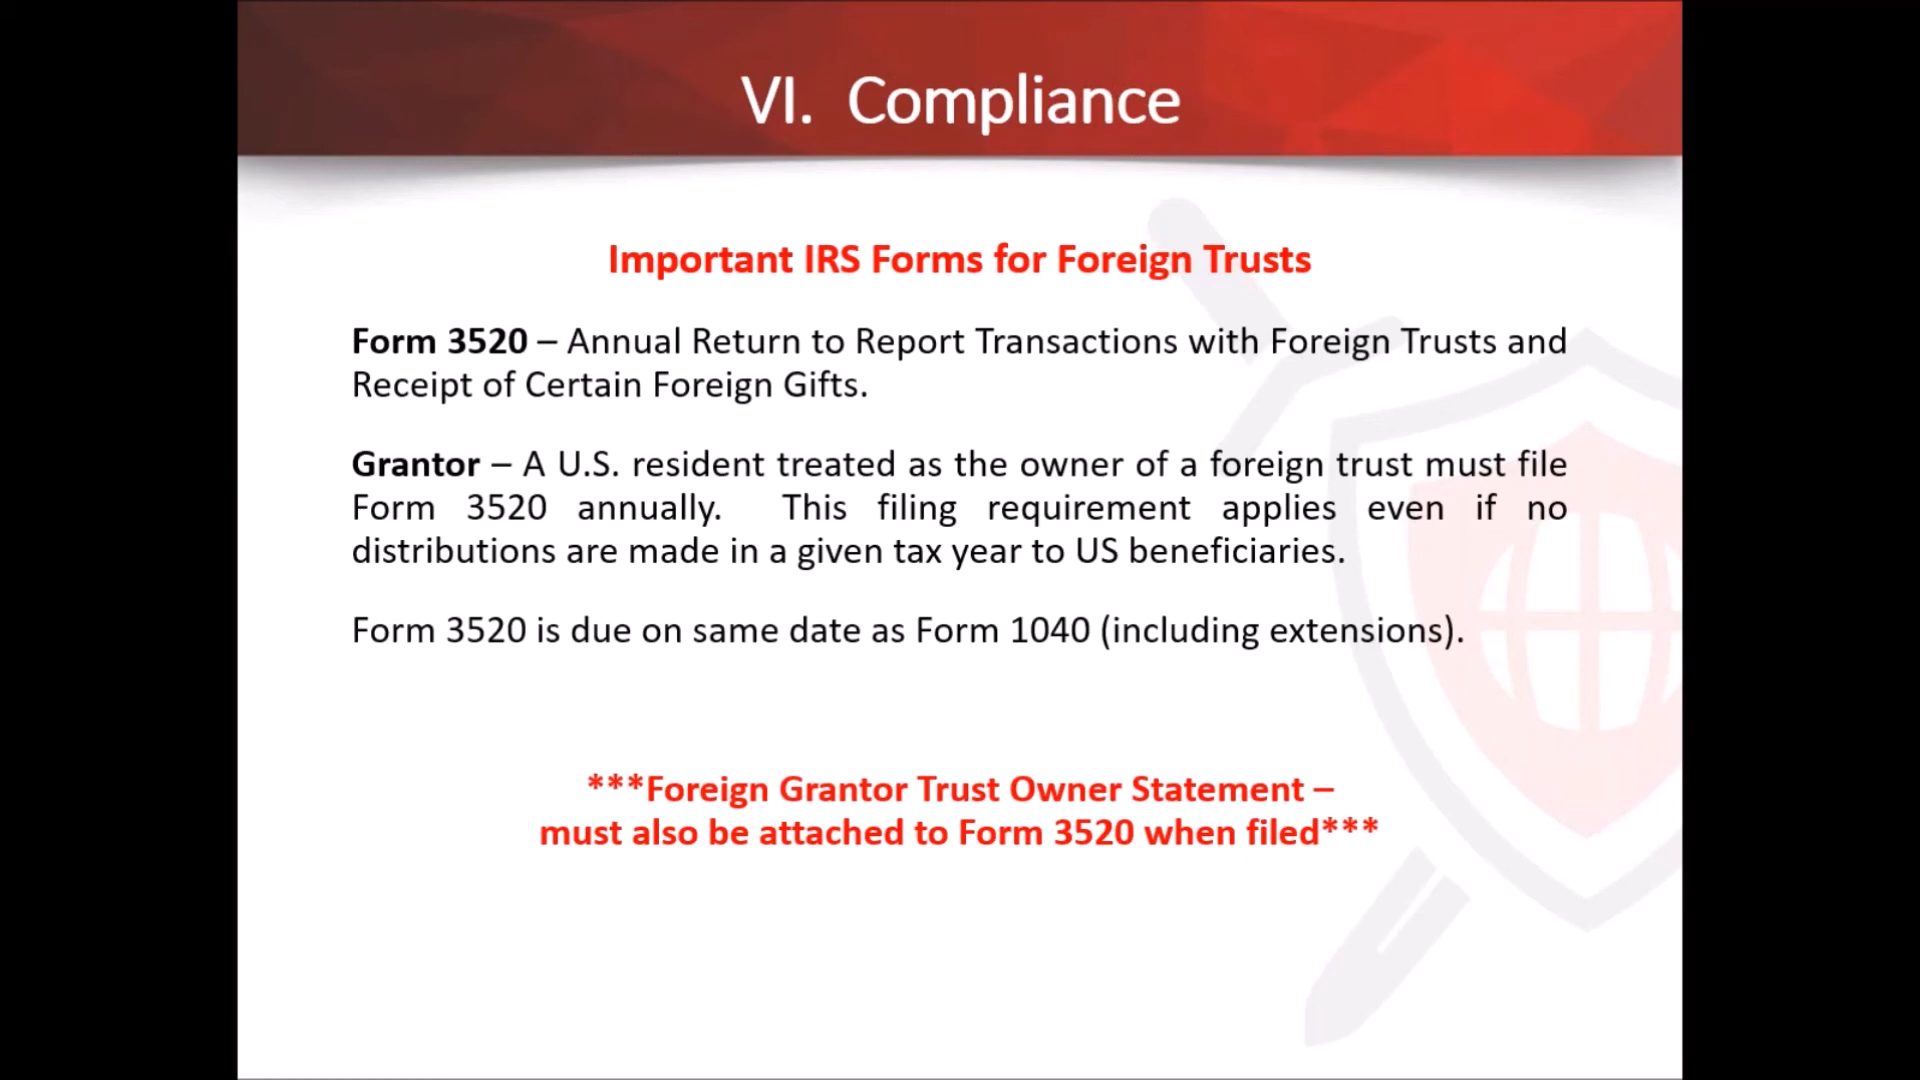 VI. Compliance
Important IRS Forms for Foreign Trusts
Form 3520 – Annual Return to Report Transactions with Foreign Trusts and
Receipt of Certain Foreign Gifts.
Grantor – A U.S. resident treated as the owner of a foreign trust must file
Form 3520 annually. This filing requirement applies even if no
distributions are made in a given tax year to US beneficiaries.
Form 3520 is due on same date as Form 1040 (including extensions).
***Foreign Grantor Trust Owner Statement –
must also be attached to Form 3520 when filed***